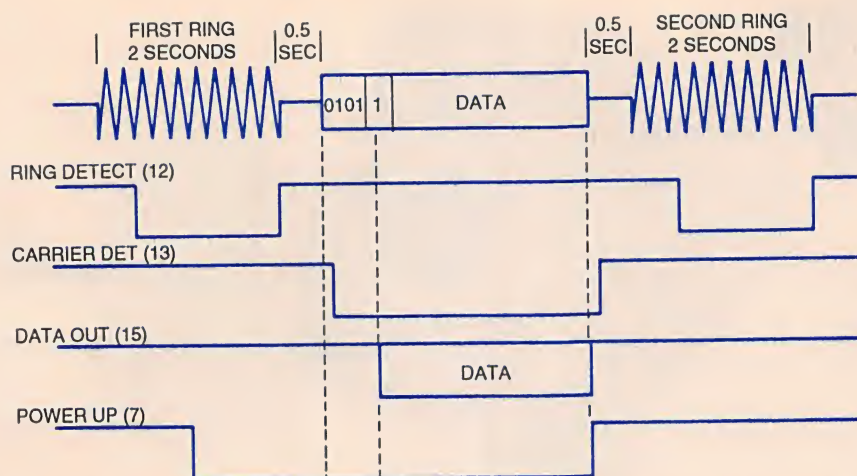 FIRST RING
2 SECONDS
0.5
SEC
0.5
SEC
SECOND RING
2 SECONDS
0101
1
DATA
RING DETECT (12)
CARRIER DET (13)
DATA OUT (15)
DATA
POWER UP (7)